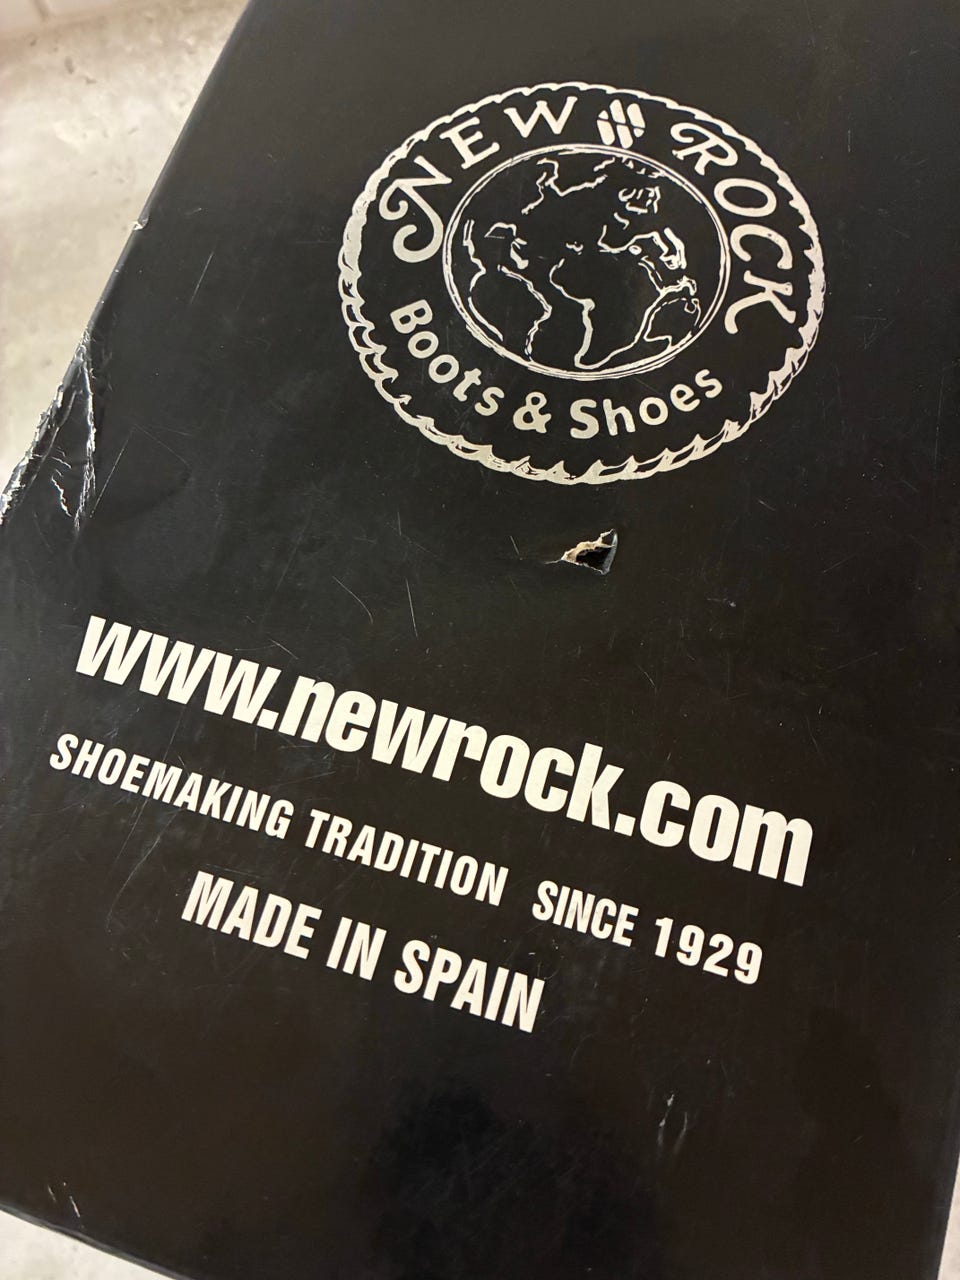 NEW ROCK
Boots & Shoes
www.newrock.com
SHOEMAKING TRADITION SINCE 1929
MADE IN SPAIN